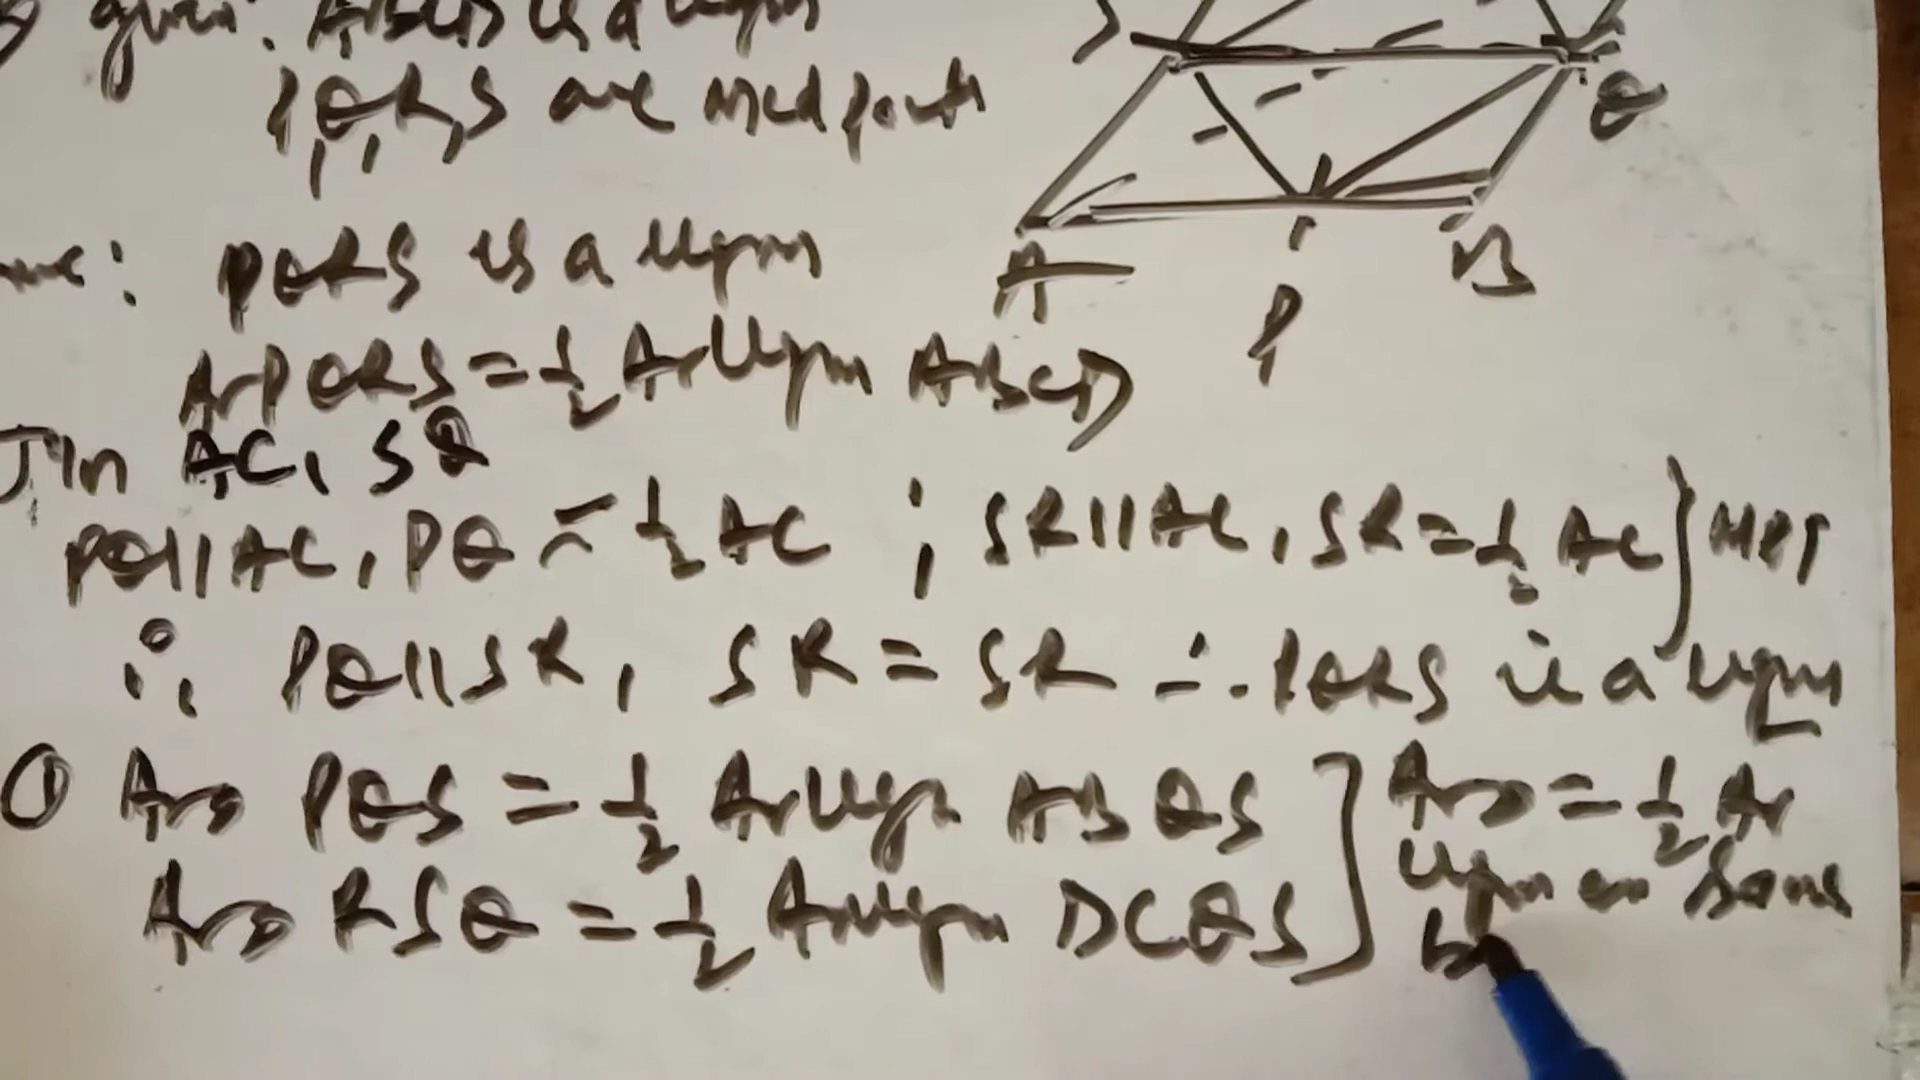 given: ABCD is a llgm
P,Q,R,S are mid points
S
Q
A
B
P
: PQRS is a llgm
Ar PQRS = 1/2 Ar llgm ABCD
Join AC, SQ
PQ||AC, PQ = 1/2 AC ; SR||AC, SR = 1/2 AC } MPT
∴ PQ||SR, SR = SR ∴ PQRS is a llgm
① Ar△ PQS = 1/2 Ar llgm ABQS ] Ar△ = 1/2 Ar
llgm on same
Ar△ RSQ = 1/2 Ar llgm DCQS
b